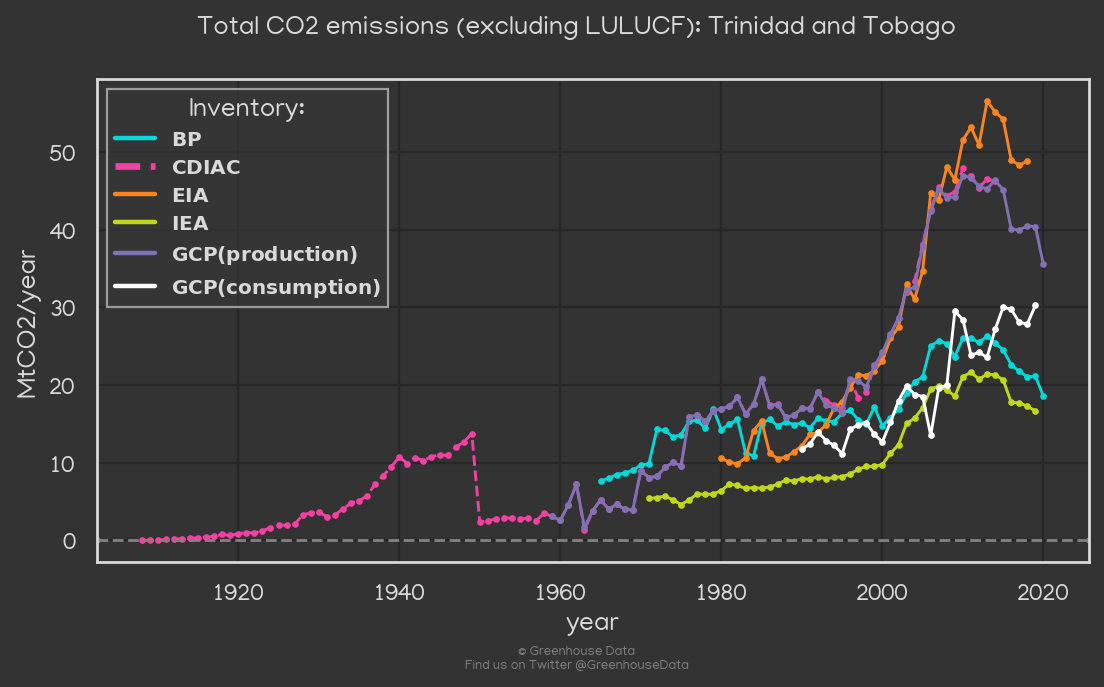 Total CO2 emissions (excluding LULUCF): Trinidad and Tobago
Inventory:
BP
CDIAC
EIA
IEA
GCP(production)
GCP(consumption)
MtCO2/year
50
40
30
20
10
0
1920 1940 1960 1980 2000 2020
year
© Greenhouse Data
Find us on Twitter @GreenhouseData